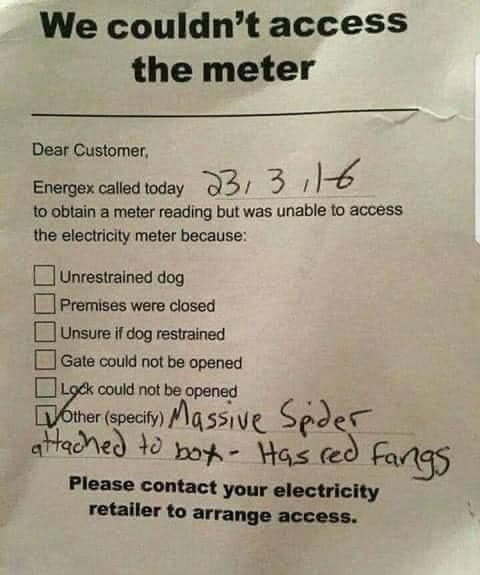 We couldn't access
the meter
Dear Customer,
Energex called today 23, 3, 16
to obtain a meter reading but was unable to access
the electricity meter because:
Unrestrained dog
Premises were closed
Unsure if dog restrained
Gate could not be opened
Lock could not be opened
Other (specify) Massive Spider
attached to box - Has red fangs
Please contact your electricity
retailer to arrange access.